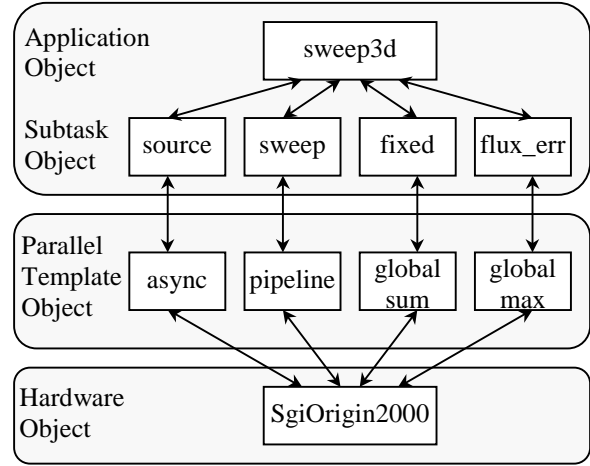 Application
Object
sweep3d
Subtask
Object
source
sweep
fixed
flux_err
Parallel
Template
Object
async
pipeline
global
sum
global
max
Hardware
Object
SgiOrigin2000